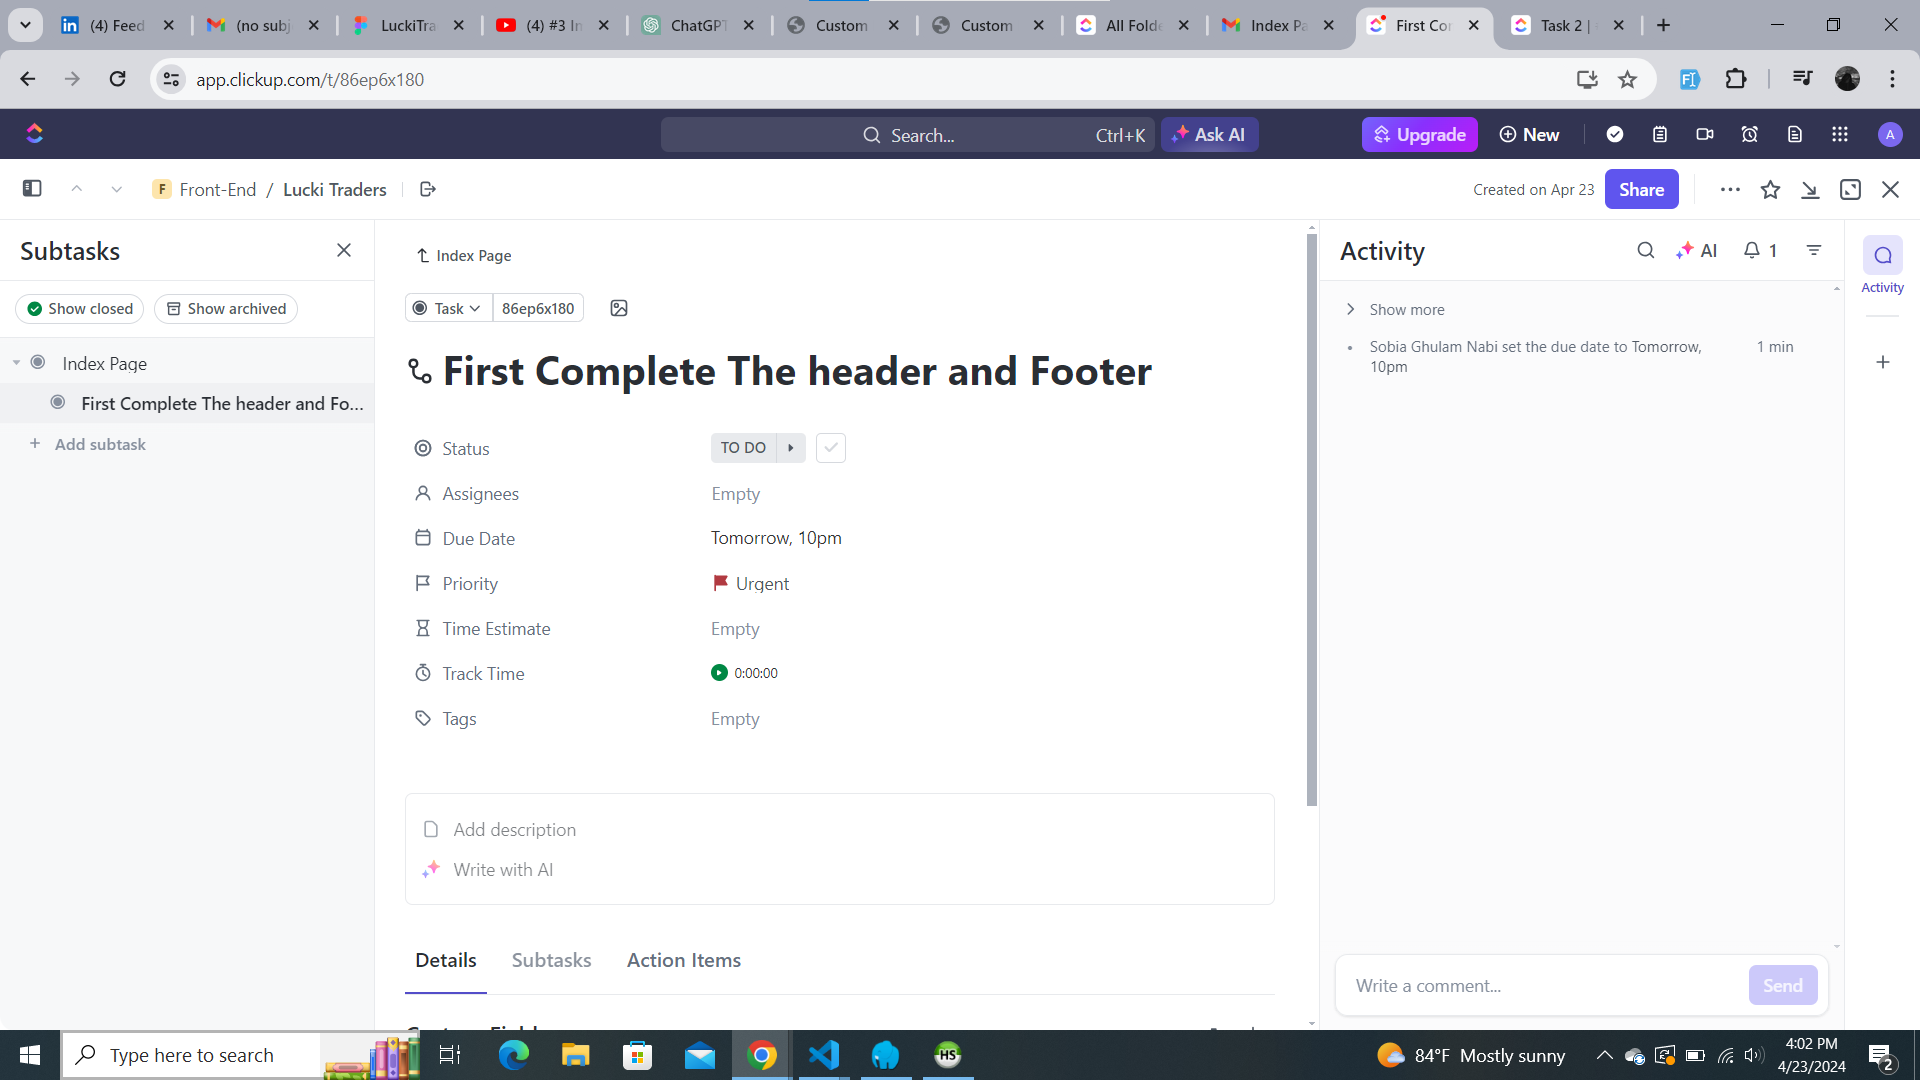 (4) Feed
(no subj
LuckiTra
(4) #3 In
ChatGPT
Custom
Custom
All Folde
Index Pa
First Con
Task 2 |
app.clickup.com/t/86ep6x180
Search...
Ctrl+K
Ask AI
Upgrade
New
A
F Front-End / Lucki Traders
Created on Apr 23
Share
Subtasks
Show closed
Show archived
Index Page
First Complete The header and Fo...
Add subtask
Index Page
Task
86ep6x180
First Complete The header and Footer
Status
TO DO
Assignees
Empty
Due Date
Tomorrow, 10pm
Priority
Urgent
Time Estimate
Empty
Track Time
0:00:00
Tags
Empty
Add description
Write with AI
Details
Subtasks
Action Items
Activity
AI
1
Show more
Sobia Ghulam Nabi set the due date to Tomorrow,
10pm
1 min
Activity
Write a comment...
Send
Type here to search
HS
84°F Mostly sunny
4:02 PM
4/23/2024
2